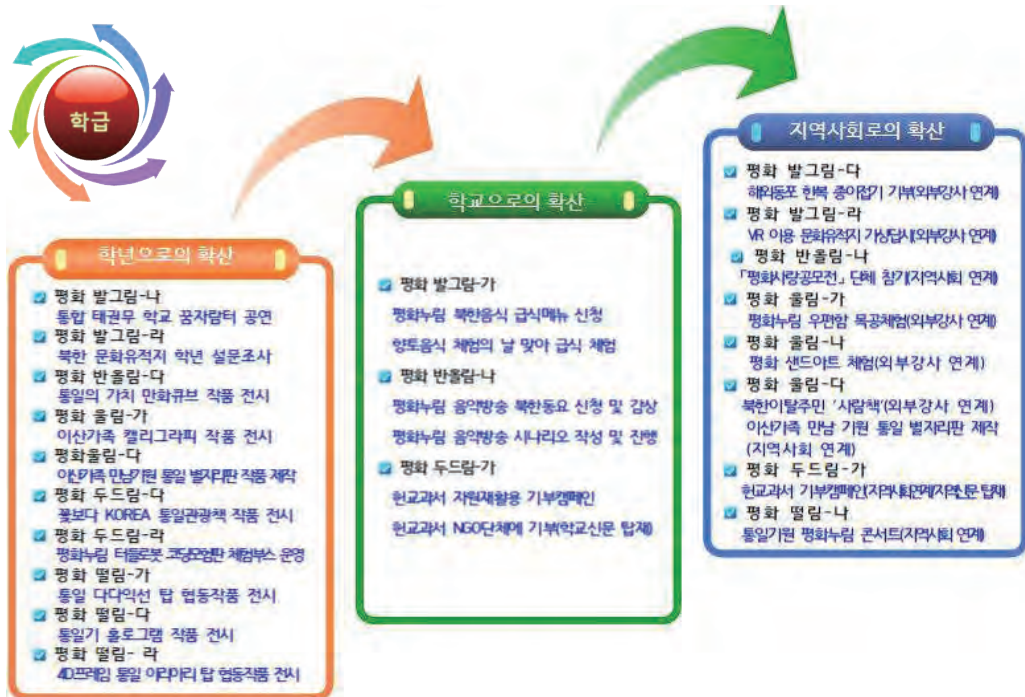 학급
학년으로의 확산
평화 발그림-나
통합 태권무 학교 꿈자람터 공연
평화 발그림-라
북한 문화유적지 학년 설문조사
평화 반올림-다
통일의 가치 만화큐브 작품 전시
평화 울림-가
이산가족 캘리그라피 작품 전시
평화울림-다
이산가족 만남기원 통일 별자리판 작품 제작
평화 두드림-다
꽃보다 KOREA 통일관광책 작품 전시
평화 두드림-라
평화누림 터틀로봇 코딩모험판 체험부스 운영
평화 떨림-가
통일 다다익선 탑 협동작품 전시
평화 떨림-다
통일기 홀로그램 작품 전시
평화 떨림- 라
4D프레임 통일 아리아리 탑 협동작품 전시
학교으로의 확산
평화 발그림-가
평화누림 북한음식 급식메뉴 신청
향토음식 체험의 날 맞아 급식 체험
평화 반올림-나
평화누림 음악방송 북한동요 신청 및 감상
평화누림 음악방송 시나리오 작성 및 진행
평화 두드림-가
헌교과서 자원재활용 기부캠페인
헌교과서 NGO단체에 기부(학교신문 탑재)
지역사회로의 확산
평화 발그림-다
해외동포 한복 종이접기 기부(외부강사 연계)
평화 발그림-라
VR 이용 문화유적지 가상답사(외부강사 연계)
평화 반올림-나
「평화사랑공모전」 단체 참가(지역사회 연계)
평화 울림-가
평화누림 우편함 목공체험(외부강사 연계)
평화 울림-나
평화 샌드아트 체험(외부강사 연계)
평화 울림-다
북한이탈주민 '사람책'(외부강사 연계)
이산가족 만남 기원 통일 별자리판 제작
(지역사회 연계)
평화 두드림-가
헌교과서 기부캠페인(지역사회연계)지역신문 탑재
평화 떨림-나
통일기원 평화누림 콘서트(지역사회 연계)